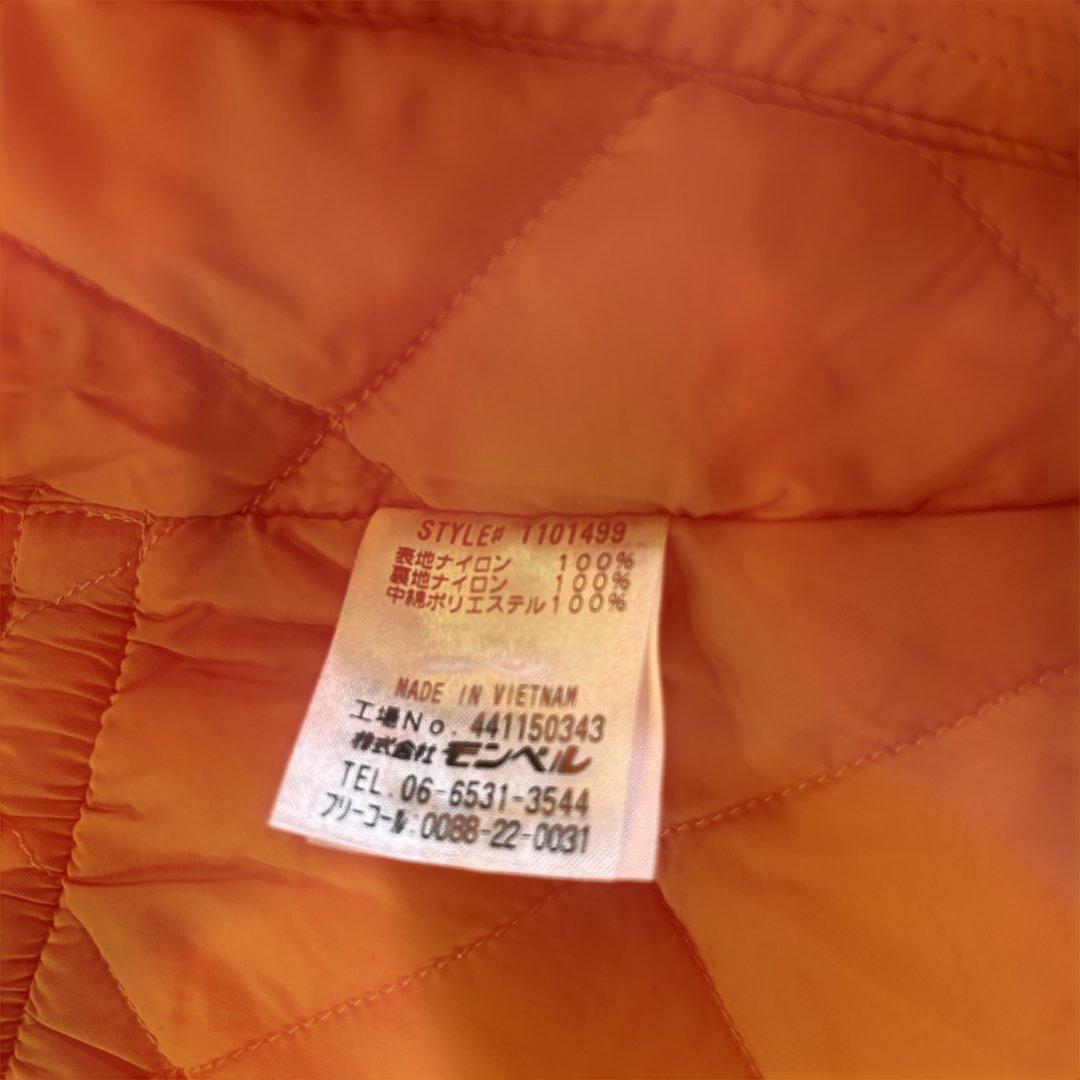 STYLE# 1101499
表地ナイロン 100%
裏地ナイロン 100%
中綿ポリエステル100%
MADE IN VIETNAM
工場No. 441150343
株式会社 モンベル
TEL.06-6531-3544
フリーコール.0088-22-0031